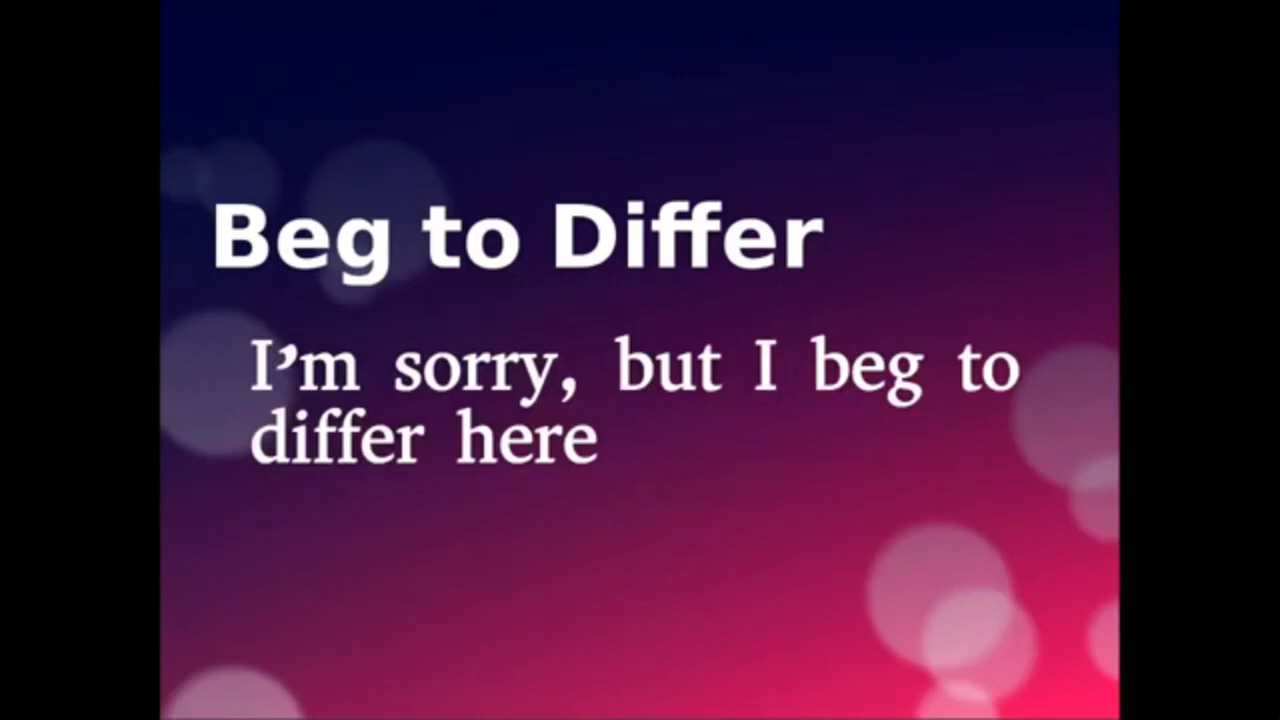 Beg to Differ
I’m sorry, but I beg to
differ here